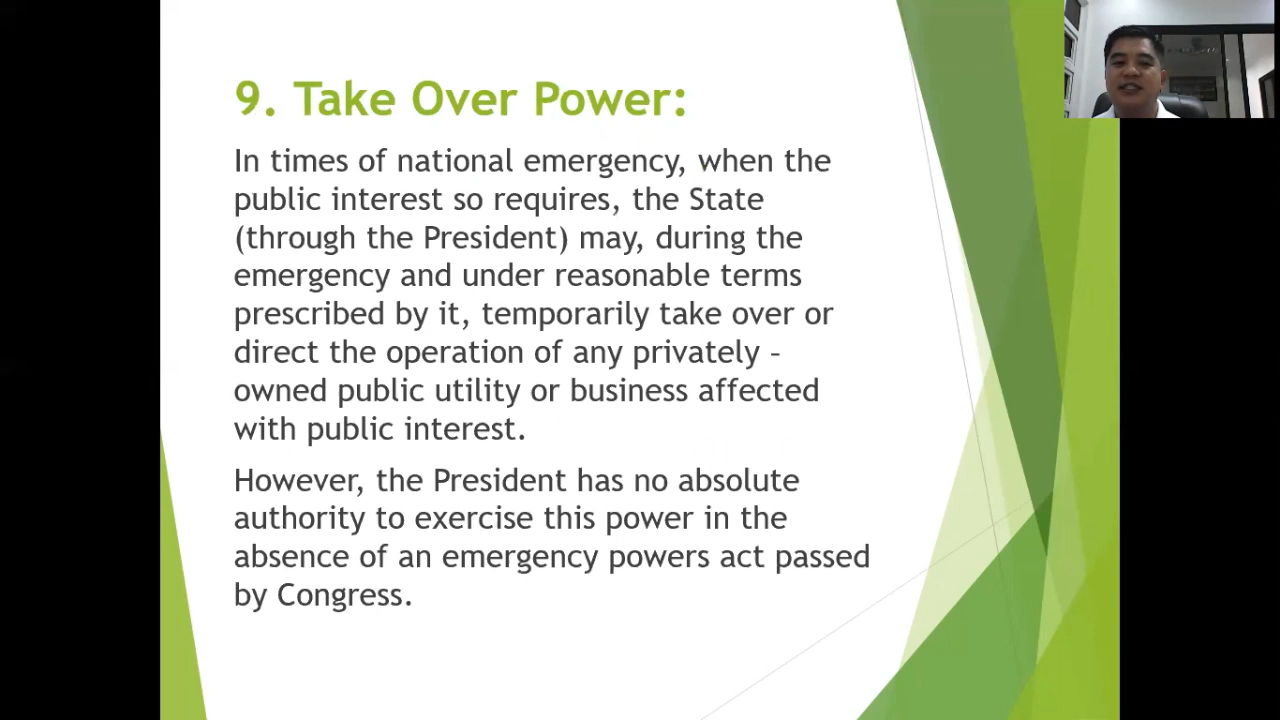 9. Take Over Power:
In times of national emergency, when the
public interest so requires, the State
(through the President) may, during the
emergency and under reasonable terms
prescribed by it, temporarily take over or
direct the operation of any privately –
owned public utility or business affected
with public interest.
However, the President has no absolute
authority to exercise this power in the
absence of an emergency powers act passed
by Congress.